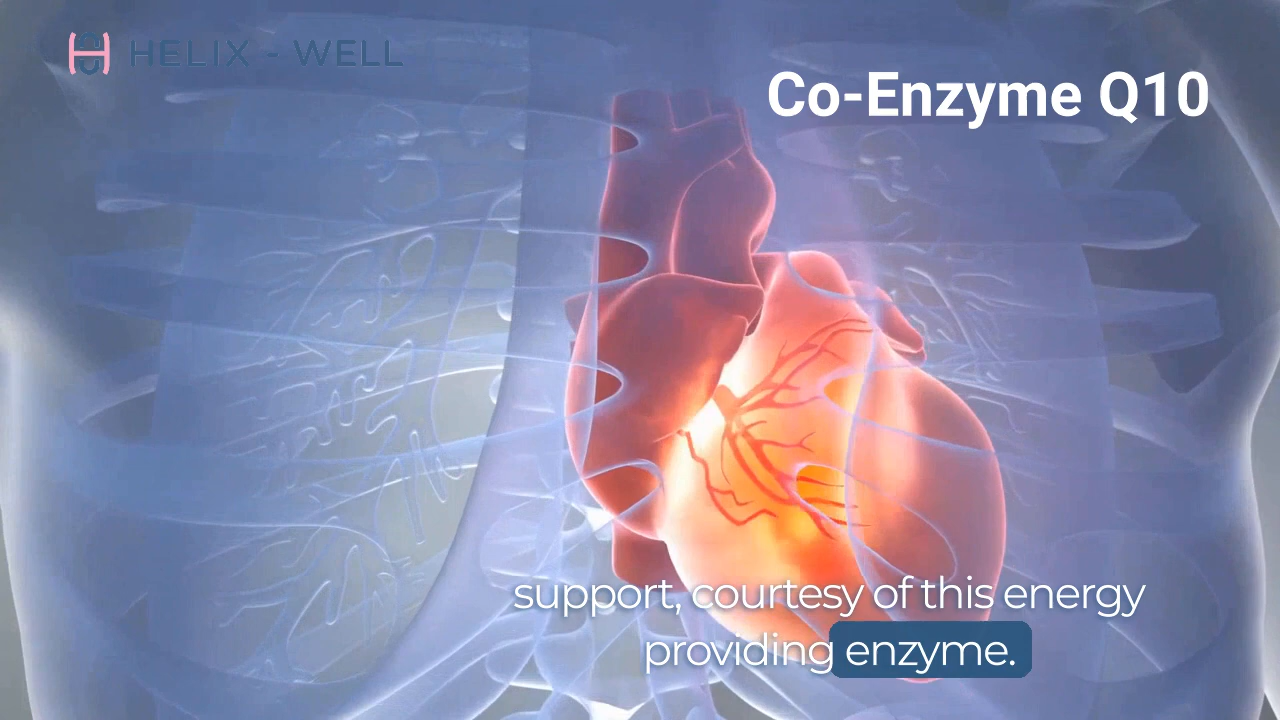 HELIX - WELL
Co-Enzyme Q10
support, courtesy of this energy
providing enzyme.